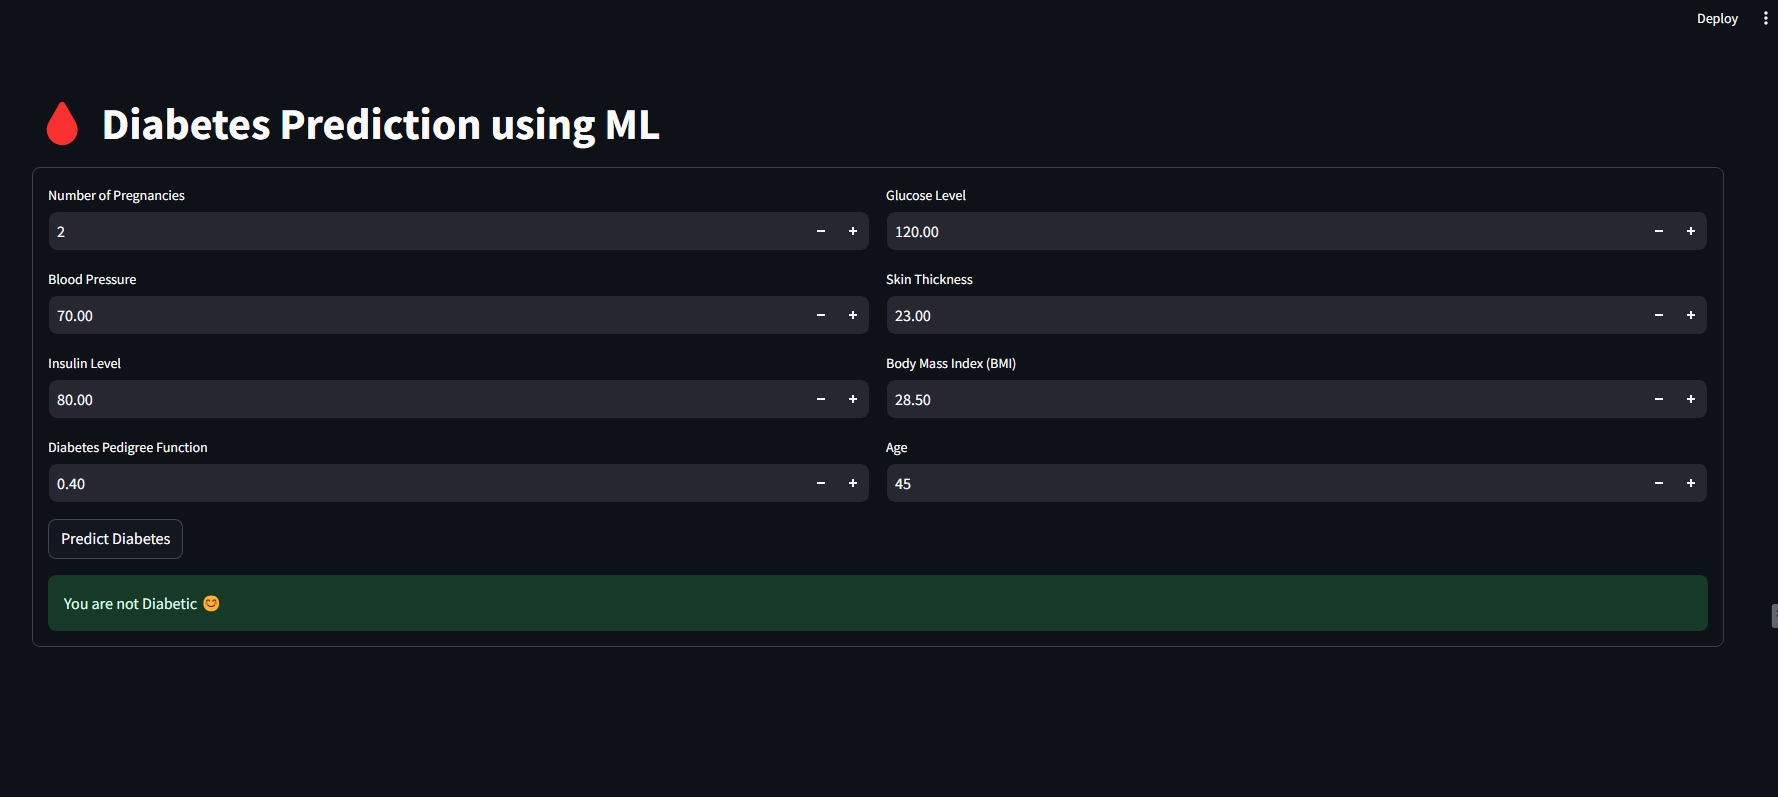 Deploy
Diabetes Prediction using ML
Number of Pregnancies
2
Glucose Level
120.00
Blood Pressure
70.00
Skin Thickness
23.00
Insulin Level
80.00
Body Mass Index (BMI)
28.50
Diabetes Pedigree Function
0.40
Age
45
Predict Diabetes
You are not Diabetic 😊